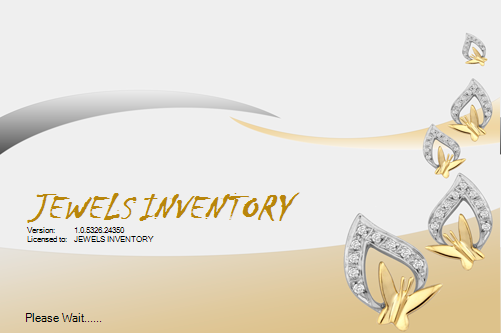 JEWELS INVENTORY
Version: 1.0.5326.24350
Licensed to: JEWELS INVENTORY
Please Wait......